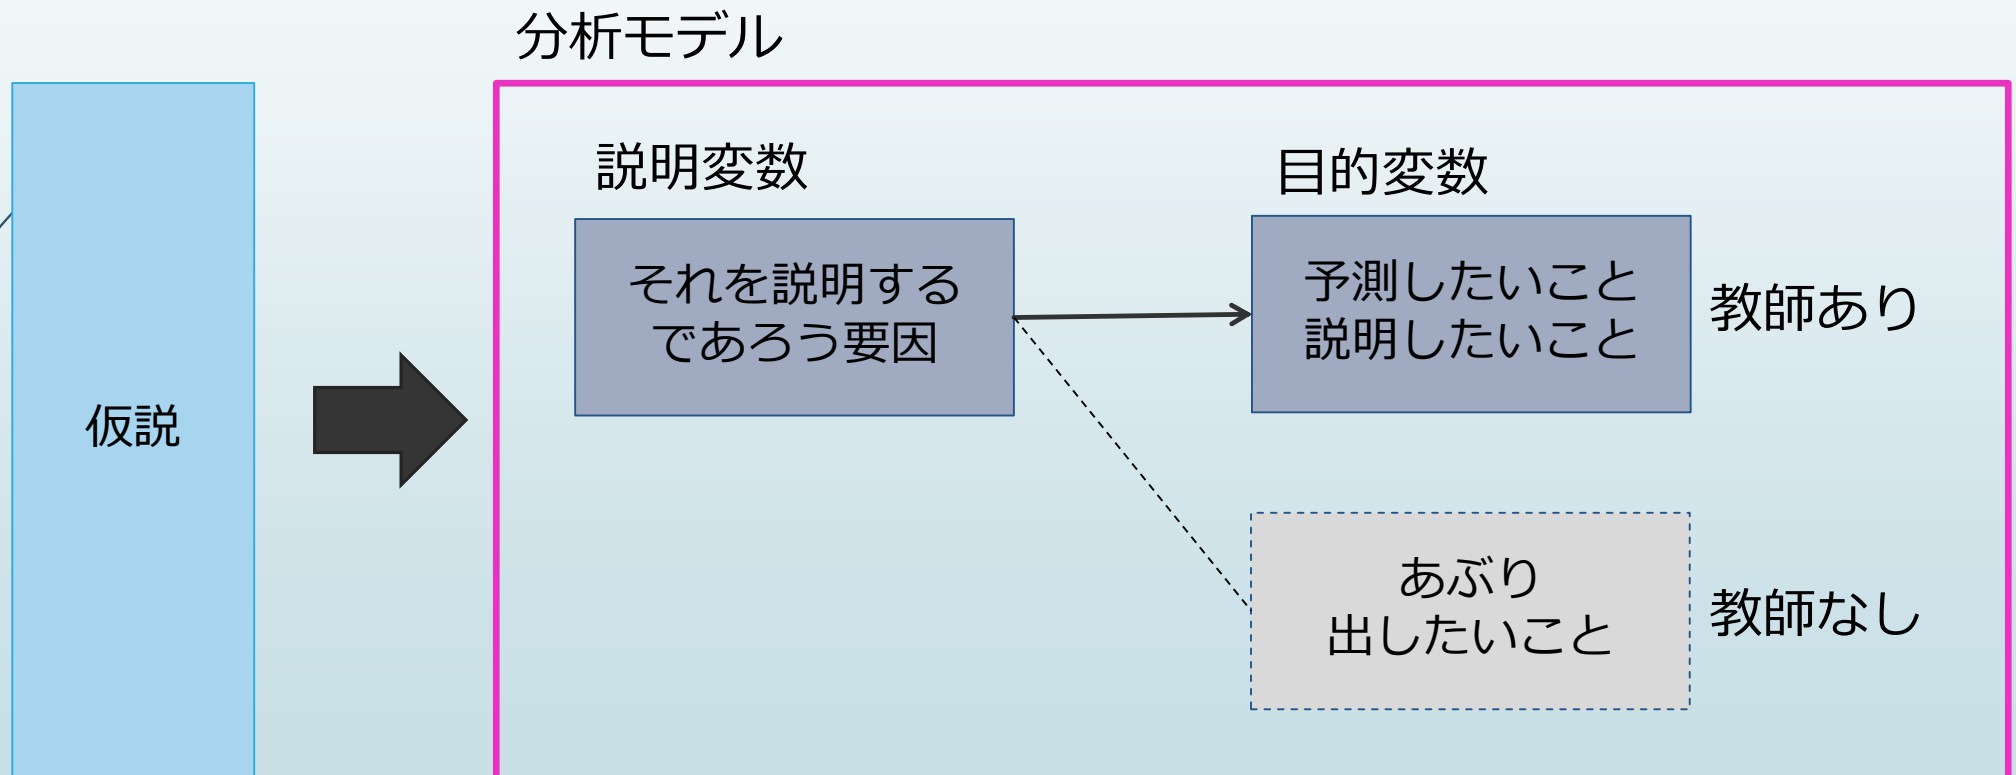 分析モデル
仮説
説明変数
それを説明する
であろう要因
目的変数
予測したいこと
説明したいこと
教師あり
あぶり
出したいこと
教師なし